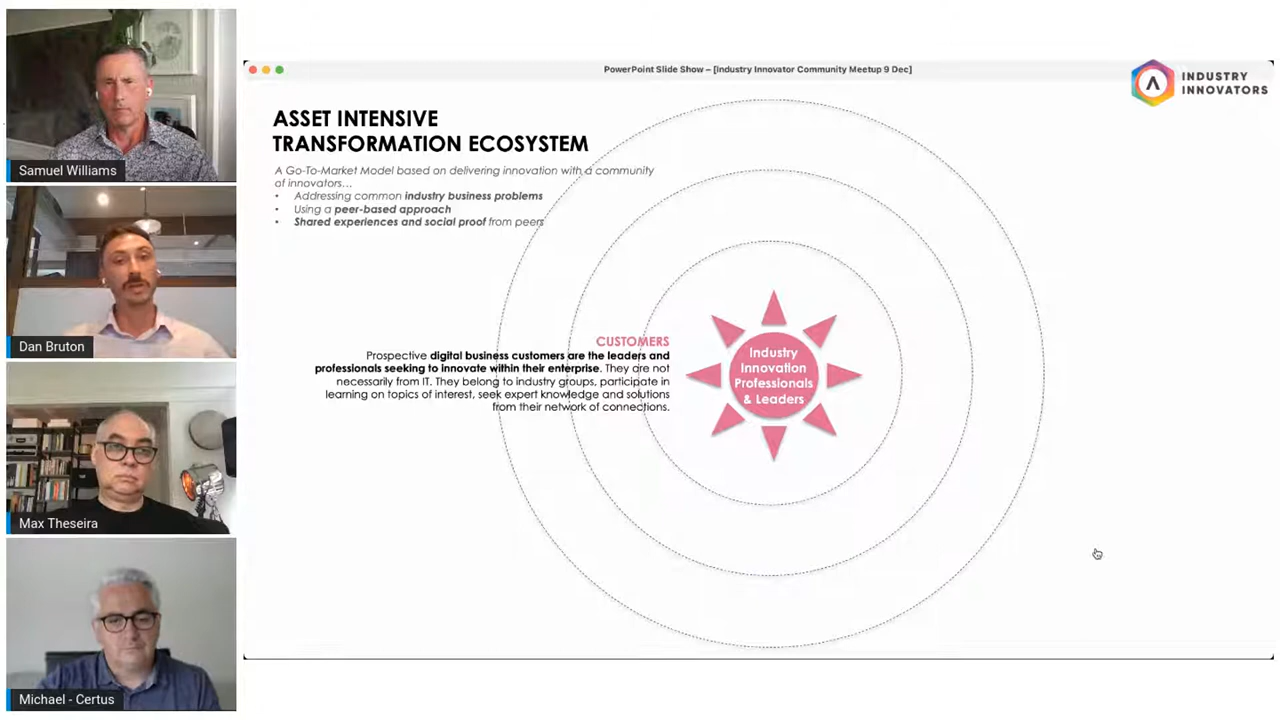 Samuel Williams
Dan Bruton
Max Theseira
Michael - Certus
PowerPoint Slide Show – [Industry Innovator Community Meetup 9 Dec]
INDUSTRY
INNOVATORS
ASSET INTENSIVE
TRANSFORMATION ECOSYSTEM
A Go-To-Market Model based on delivering innovation with a community
of innovators…
• Addressing common industry business problems
• Using a peer-based approach
• Shared experiences and social proof from peers
CUSTOMERS
Prospective digital business customers are the leaders and
professionals seeking to innovate within their enterprise. They are not
necessarily from IT. They belong to industry groups, participate in
learning on topics of interest, seek expert knowledge and solutions
from their network of connections.
Industry
Innovation
Professionals
& Leaders